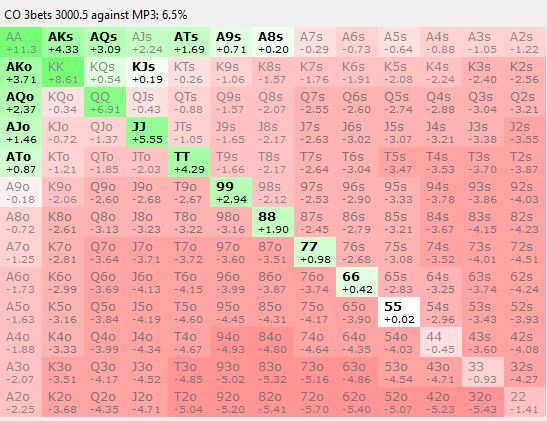 CO 3bets 3000.5 against MP3: 6.5%
AA AKs AQs AJs ATs A9s A8s A7s A6s A5s A4s A3s A2s
+11.3 +4.33 +3.09 +2.24 +1.69 +0.71 +0.20 -0.29 -0.73 -0.64 -0.88 -1.05 -1.22
AKo KK KQs KJs KTs K9s K8s K7s K6s K5s K4s K3s K2s
+3.71 +8.61 +0.54 +0.19 -0.26 -1.06 -1.57 -1.76 -1.91 -2.08 -2.24 -2.40 -2.56
AQo KQo QQ QJs QTs Q9s Q8s Q7s Q6s Q5s Q4s Q3s Q2s
+2.37 -0.34 +6.91 -0.43 -0.88 -1.57 -2.07 -2.55 -2.60 -2.74 -2.88 -3.04 -3.21
AJo KJo QJo JJ JTs J9s J8s J7s J6s J5s J4s J3s J2s
+1.46 -0.72 -1.37 +5.55 -1.05 -1.65 -2.17 -2.63 -3.02 -3.07 -3.21 -3.38 -3.55
ATo KTo QTo JTo TT T9s T8s T7s T6s T5s T4s T3s T2s
+0.87 -1.21 -1.85 -2.03 +4.29 -1.66 -2.17 -2.64 -3.04 -3.47 -3.53 -3.70 -3.87
A9o K9o Q9o J9o T9o 99 98s 97s 96s 95s 94s 93s 92s
-0.18 -2.06 -2.60 -2.68 -2.67 +2.94 -2.12 -2.53 -2.90 -3.33 -3.78 -3.86 -4.03
A8o K8o Q8o J8o T8o 98o 88 87s 86s 85s 84s 83s 82s
-0.72 -2.61 -3.13 -3.23 -3.22 -3.16 +1.90 -2.45 -2.79 -3.21 -3.67 -4.15 -4.23
A7o K7o Q7o J7o T7o 97o 87o 77 76s 75s 74s 73s 72s
-1.25 -2.81 -3.64 -3.71 -3.72 -3.60 -3.51 +0.98 -2.68 -3.08 -3.52 -4.01 -4.51
A6o K6o Q6o J6o T6o 96o 86o 76o 66 65s 64s 63s 62s
-1.73 -2.99 -3.69 -4.13 -4.15 -3.99 -3.87 -3.74 +0.42 -2.83 -3.25 -3.74 -4.24
A5o K5o Q5o J5o T5o 95o 85o 75o 65o 55 54s 53s 52s
-1.65 -3.16 -3.84 -4.19 -4.60 -4.45 -4.31 -4.17 -3.90 +0.02 -2.96 -3.43 -3.93
A4o K4o Q4o J4o T4o 94o 84o 74o 64o 54o 44 43s 42s
-1.88 -3.33 -3.99 -4.34 -4.67 -4.93 -4.80 -4.64 -4.35 -4.03 -0.45 -3.60 -4.08
A3o K3o Q3o J3o T3o 93o 83o 73o 63o 53o 43o 33 32s
-2.07 -3.51 -4.17 -4.52 -4.85 -5.02 -5.32 -5.16 -4.86 -4.54 -4.71 -0.93 -4.27
A2o K2o Q2o J2o T2o 92o 82o 72o 62o 52o 42o 32o 22
-2.25 -3.68 -4.35 -4.71 -5.04 -5.20 -5.41 -5.70 -5.40 -5.07 -5.23 -5.43 -1.41